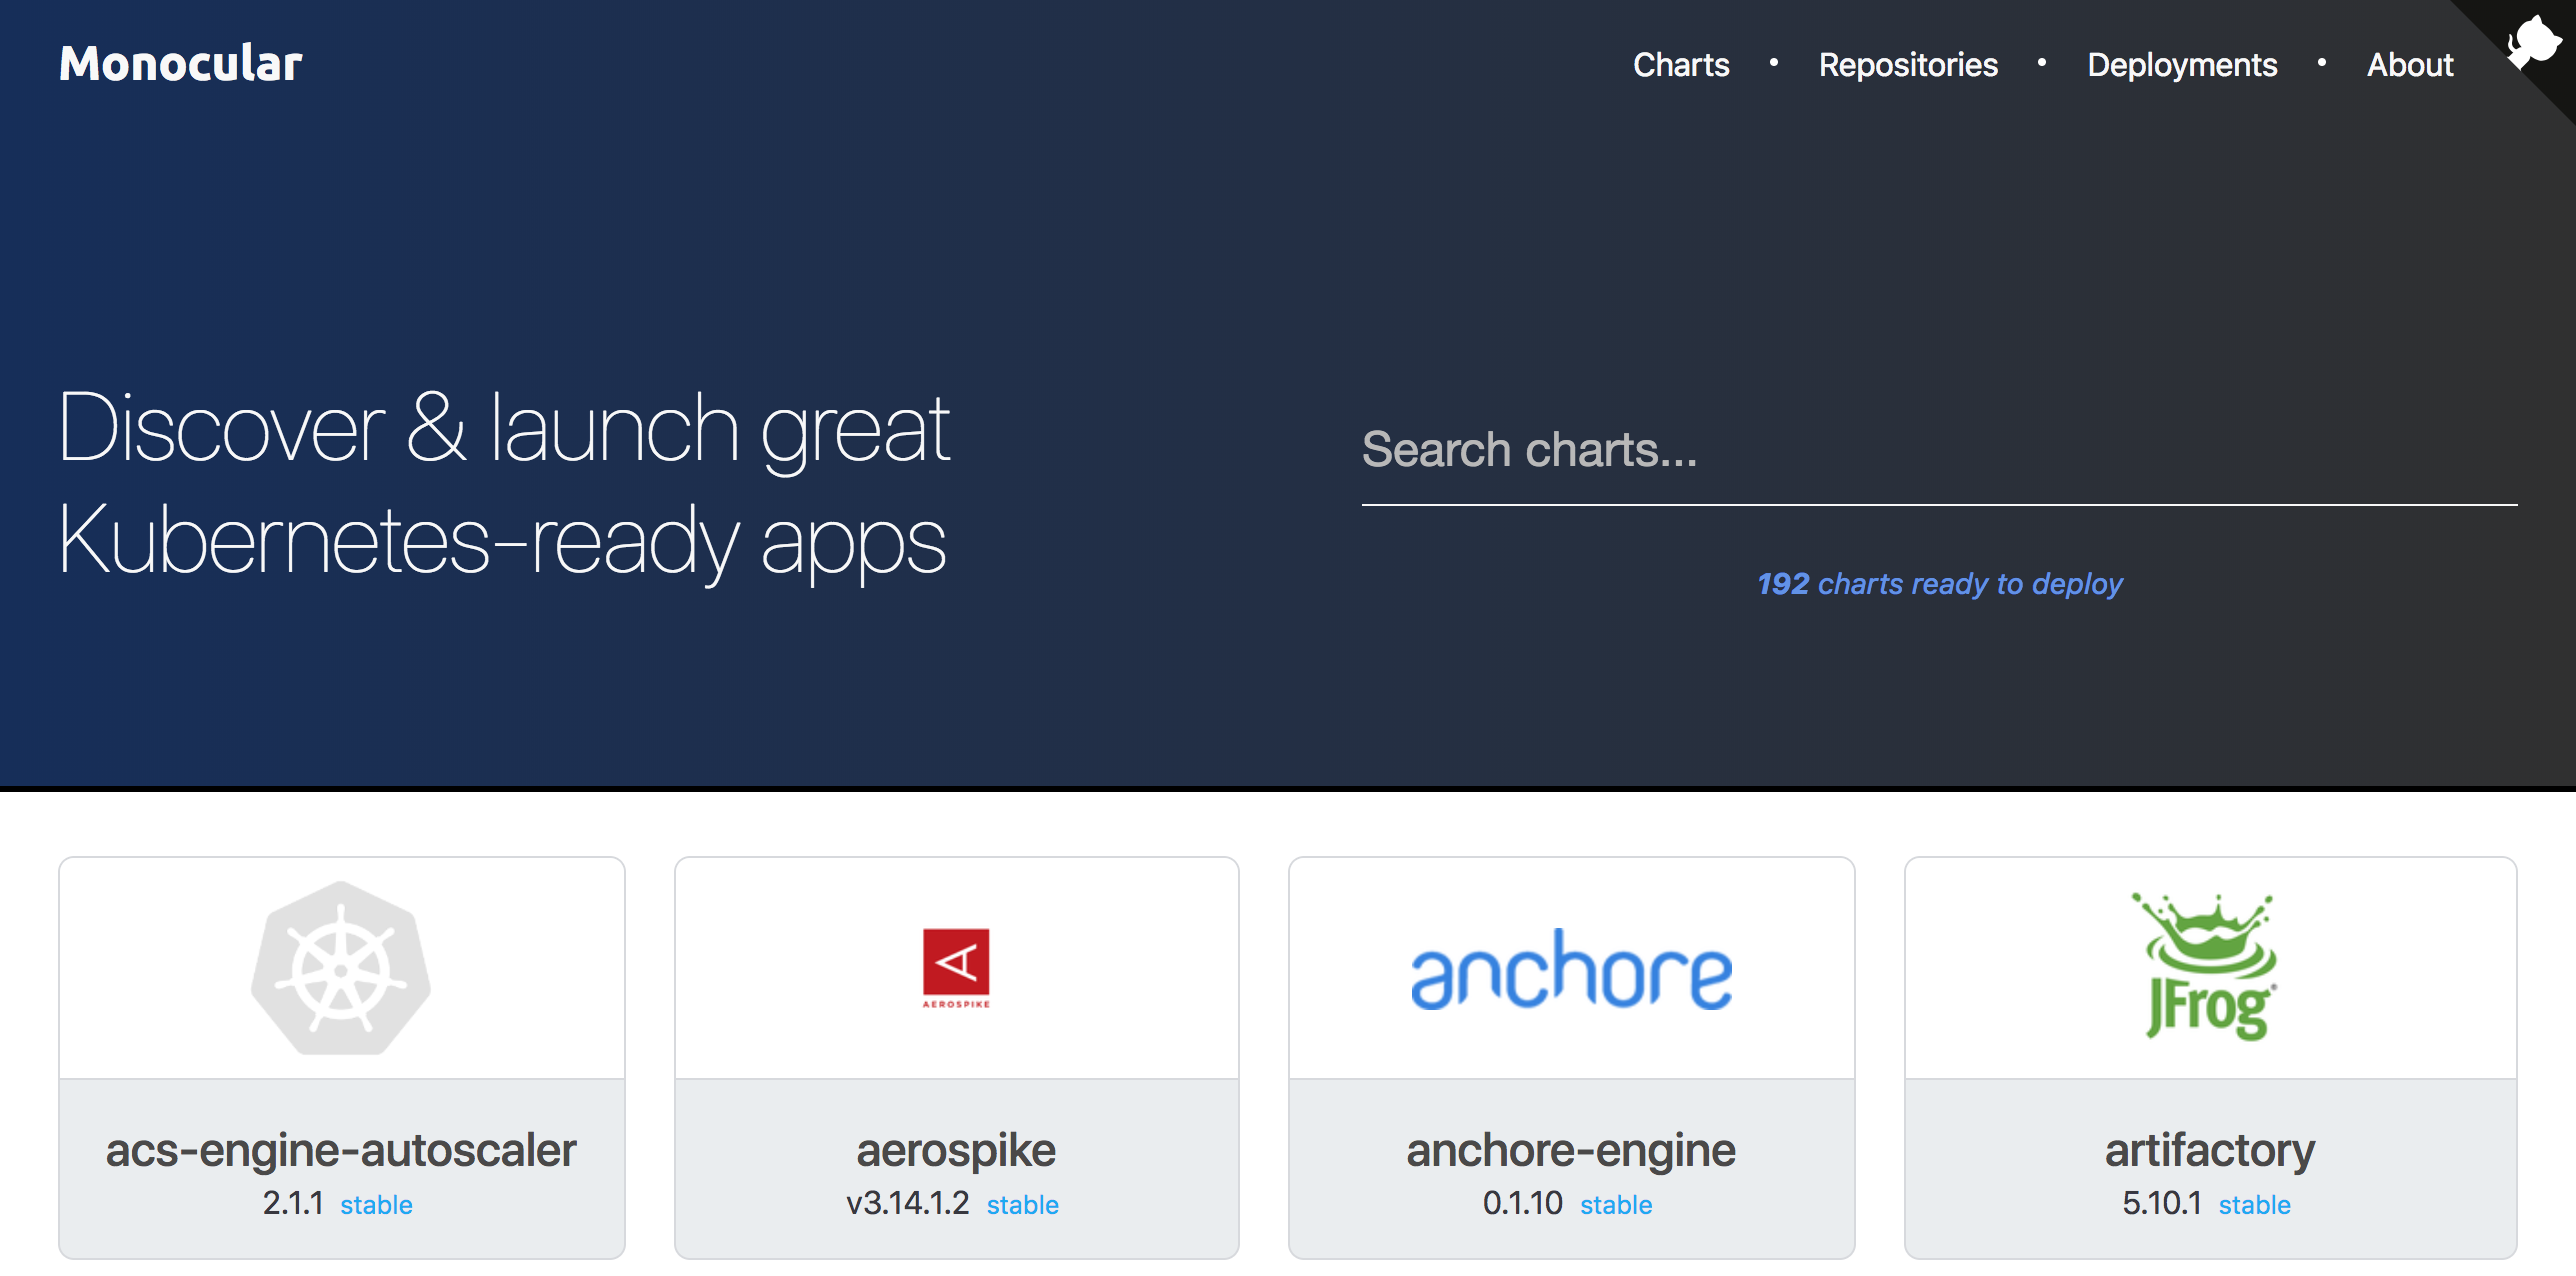 Monocular
Charts • Repositories • Deployments • About
Discover & launch great
Kubernetes-ready apps
Search charts...
192 charts ready to deploy
AEROSPIKE
anchore
JFrog®
acs-engine-autoscaler
2.1.1 stable
aerospike
v3.14.1.2 stable
anchore-engine
0.1.10 stable
artifactory
5.10.1 stable